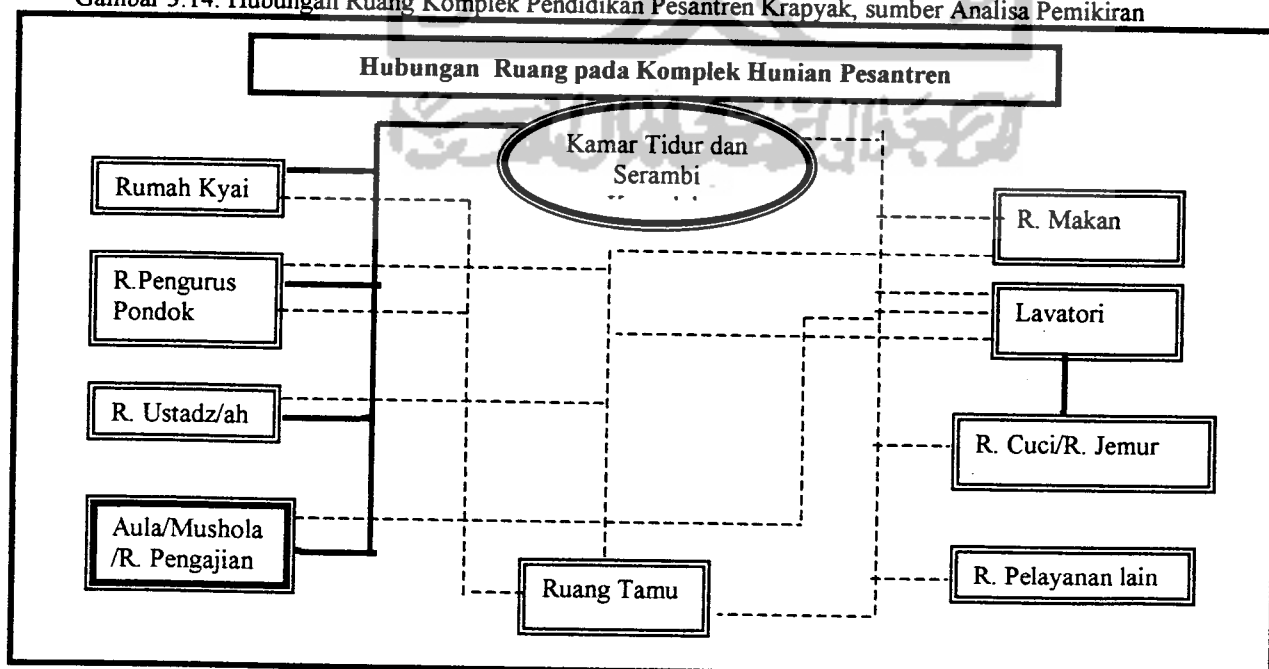 Gambar 3.14. Hubungan Ruang Komplek Pendidikan Pesantren Krapyak, sumber Analisa Pemikiran
Hubungan Ruang pada Komplek Hunian Pesantren
Kamar Tidur dan
Serambi
Rumah Kyai
R. Makan
R.Pengurus
Pondok
Lavatori
R. Ustadz/ah
R. Cuci/R. Jemur
Aula/Mushola
/R. Pengajian
Ruang Tamu
R. Pelayanan lain